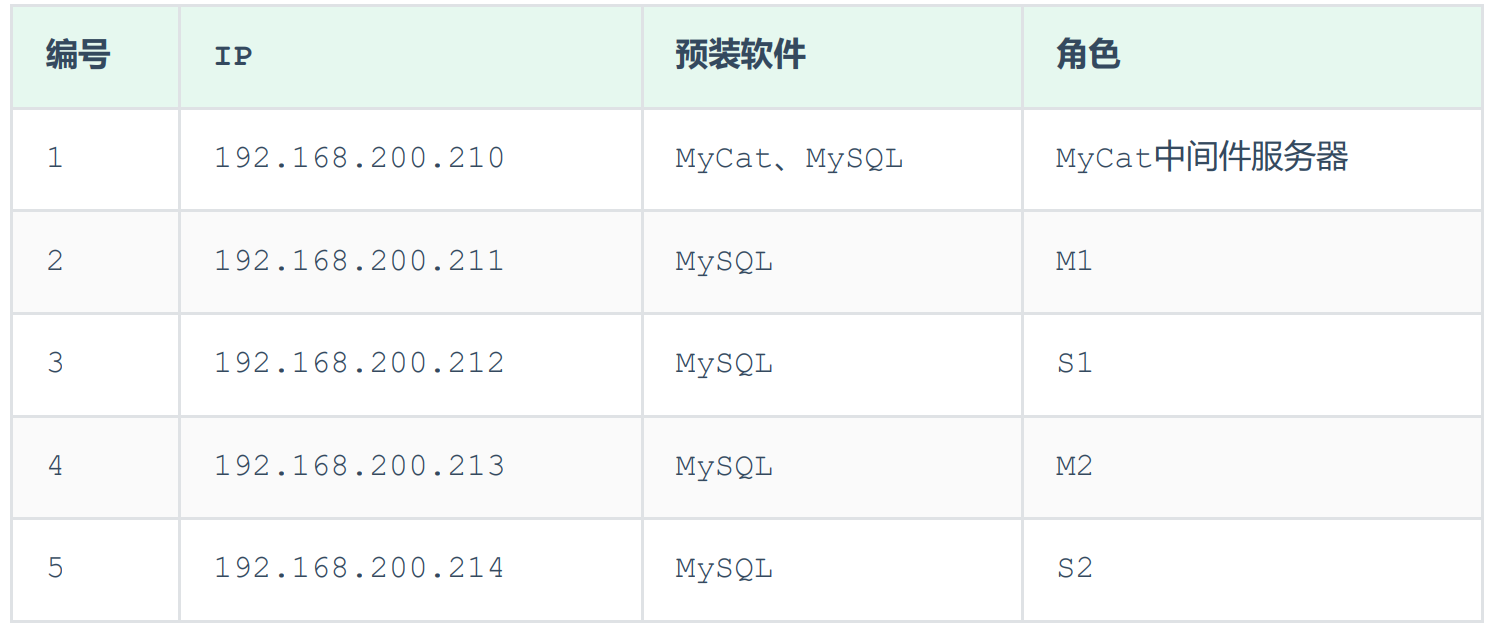 编号 IP 预装软件 角色
1 192.168.200.210 MyCat、MySQL MyCat中间件服务器
2 192.168.200.211 MySQL M1
3 192.168.200.212 MySQL S1
4 192.168.200.213 MySQL M2
5 192.168.200.214 MySQL S2